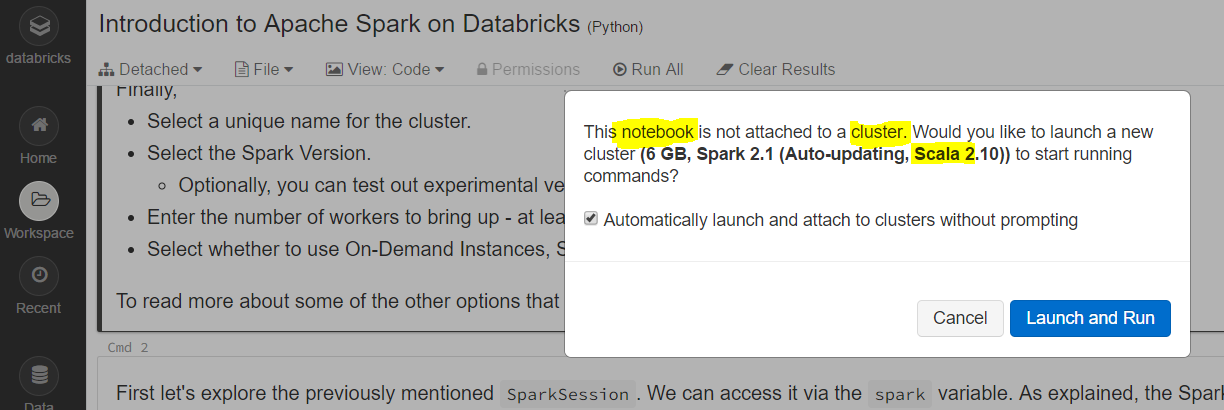 Introduction to Apache Spark on Databricks (Python)
databricks
Detached File View: Code Permissions Run All Clear Results
Finally,
Select a unique name for the cluster.
Select the Spark Version.
Optionally, you can test out experimental ve
Enter the number of workers to bring up - at lea
Select whether to use On-Demand Instances, S
To read more about some of the other options that
This notebook is not attached to a cluster. Would you like to launch a new
cluster (6 GB, Spark 2.1 (Auto-updating, Scala 2.10)) to start running
commands?
Automatically launch and attach to clusters without prompting
Cancel Launch and Run
Home
Workspace
Recent
Data
Cmd 2
First let's explore the previously mentioned SparkSession . We can access it via the spark variable. As explained, the Spar